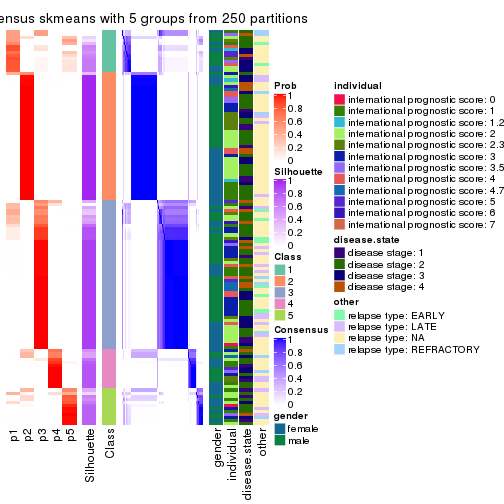 ensus skmeans with 5 groups from 250 partitions
Prob
1
0.8
0.6
0.4
0.2
0
Silhouette
1
0.8
0.6
0.4
0.2
0
Class
1
2
3
4
5
Consensus
1
0.8
0.6
0.4
0.2
0
gender
female
male
individual
international prognostic score: 0
international prognostic score: 1
international prognostic score: 1.2
international prognostic score: 2
international prognostic score: 2.3
international prognostic score: 3
international prognostic score: 3.5
international prognostic score: 4
international prognostic score: 4.7
international prognostic score: 5
international prognostic score: 6
international prognostic score: 7
disease.state
disease stage: 1
disease stage: 2
disease stage: 3
disease stage: 4
other
relapse type: EARLY
relapse type: LATE
relapse type: NA
relapse type: REFRACTORY
p1
p2
p3
p4
p5
Silhouette
Class
gender
individual
disease.state
other